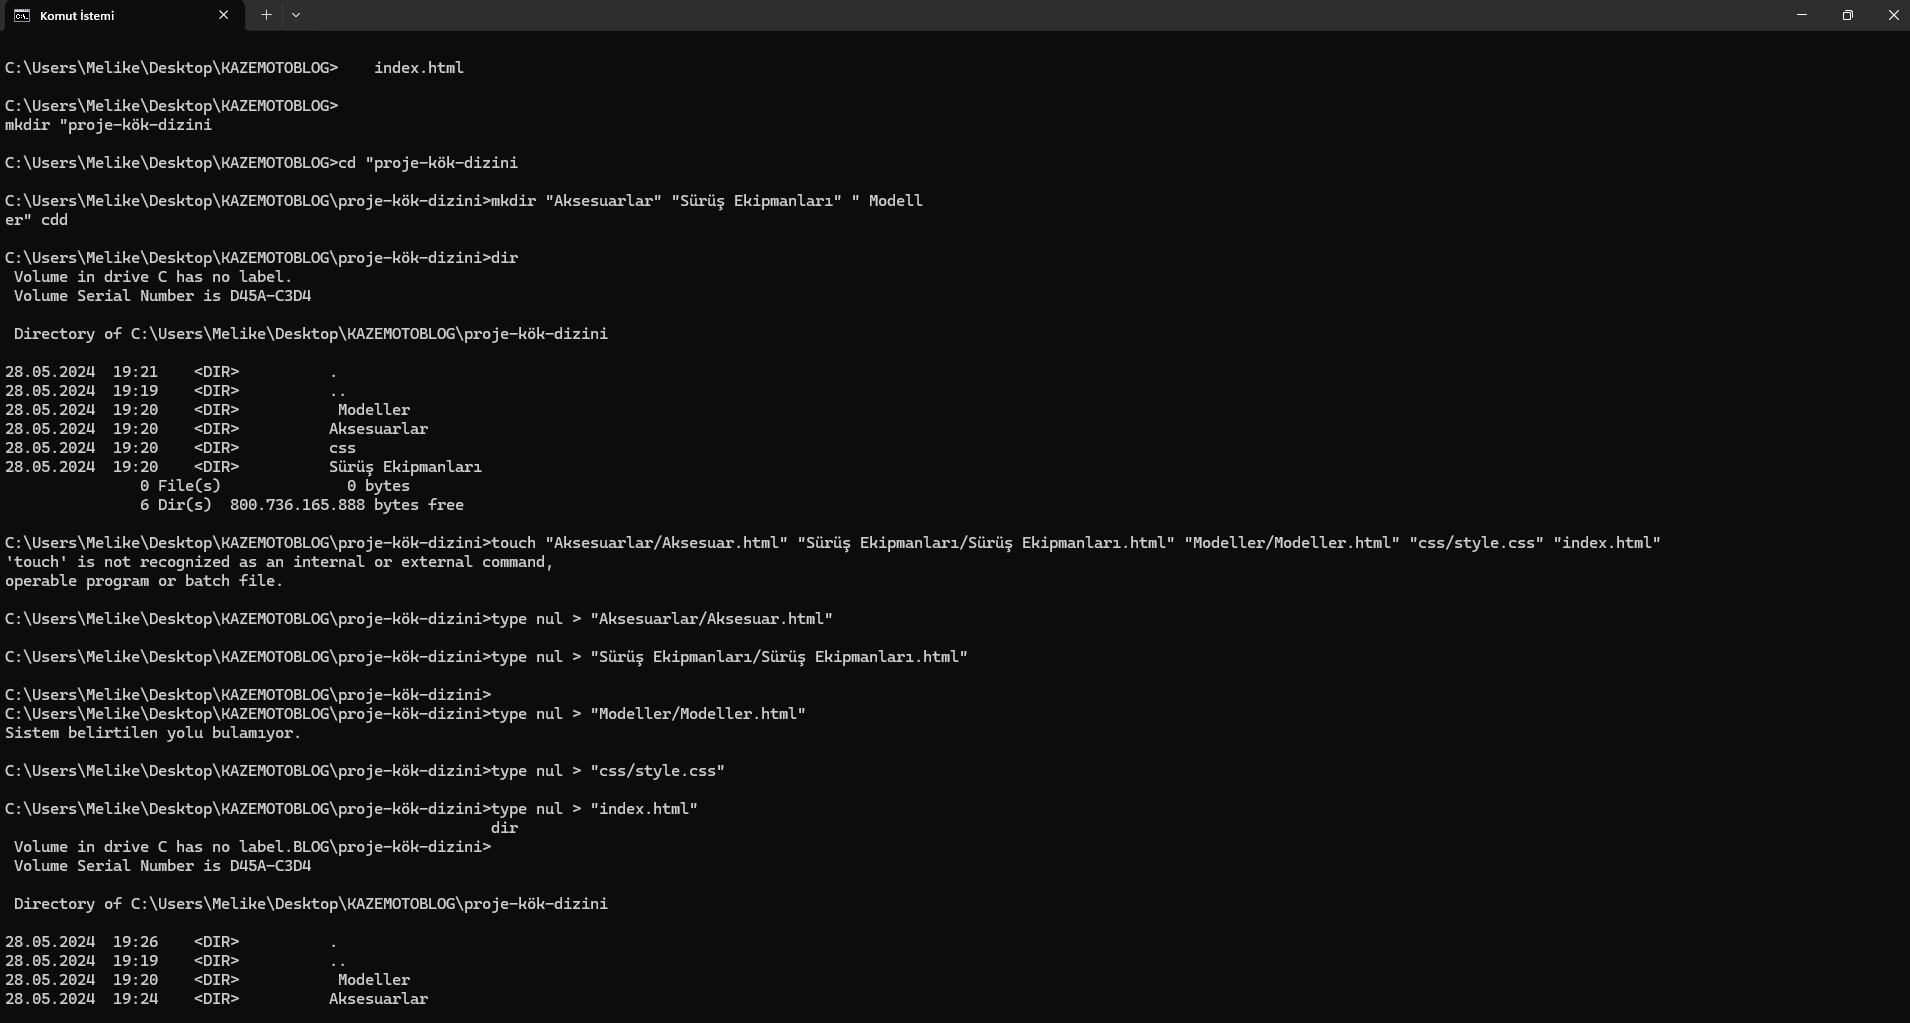 Komut İstemi
C:\Users\Melike\Desktop\KAZEMOTOBLOG>    index.html
C:\Users\Melike\Desktop\KAZEMOTOBLOG>
mkdir "proje-kök-dizini
C:\Users\Melike\Desktop\KAZEMOTOBLOG>cd "proje-kök-dizini
C:\Users\Melike\Desktop\KAZEMOTOBLOG\proje-kök-dizini>mkdir "Aksesuarlar" "Sürüş Ekipmanları" " Modell
er" cdd
C:\Users\Melike\Desktop\KAZEMOTOBLOG\proje-kök-dizini>dir
 Volume in drive C has no label.
 Volume Serial Number is D45A-C3D4
 Directory of C:\Users\Melike\Desktop\KAZEMOTOBLOG\proje-kök-dizini
28.05.2024  19:21    <DIR>          .
28.05.2024  19:19    <DIR>          ..
28.05.2024  19:20    <DIR>           Modeller
28.05.2024  19:20    <DIR>          Aksesuarlar
28.05.2024  19:20    <DIR>          css
28.05.2024  19:20    <DIR>          Sürüş Ekipmanları
               0 File(s)              0 bytes
               6 Dir(s)  800.736.165.888 bytes free
C:\Users\Melike\Desktop\KAZEMOTOBLOG\proje-kök-dizini>touch "Aksesuarlar/Aksesuar.html" "Sürüş Ekipmanları/Sürüş Ekipmanları.html" "Modeller/Modeller.html" "css/style.css" "index.html"
'touch' is not recognized as an internal or external command,
operable program or batch file.
C:\Users\Melike\Desktop\KAZEMOTOBLOG\proje-kök-dizini>type nul > "Aksesuarlar/Aksesuar.html"
C:\Users\Melike\Desktop\KAZEMOTOBLOG\proje-kök-dizini>type nul > "Sürüş Ekipmanları/Sürüş Ekipmanları.html"
C:\Users\Melike\Desktop\KAZEMOTOBLOG\proje-kök-dizini>
C:\Users\Melike\Desktop\KAZEMOTOBLOG\proje-kök-dizini>type nul > "Modeller/Modeller.html"
Sistem belirtilen yolu bulamıyor.
C:\Users\Melike\Desktop\KAZEMOTOBLOG\proje-kök-dizini>type nul > "css/style.css"
C:\Users\Melike\Desktop\KAZEMOTOBLOG\proje-kök-dizini>type nul > "index.html"
dir
 Volume in drive C has no label.BLOG\proje-kök-dizini>
 Volume Serial Number is D45A-C3D4
 Directory of C:\Users\Melike\Desktop\KAZEMOTOBLOG\proje-kök-dizini
28.05.2024  19:26    <DIR>          .
28.05.2024  19:19    <DIR>          ..
28.05.2024  19:20    <DIR>           Modeller
28.05.2024  19:24    <DIR>          Aksesuarlar